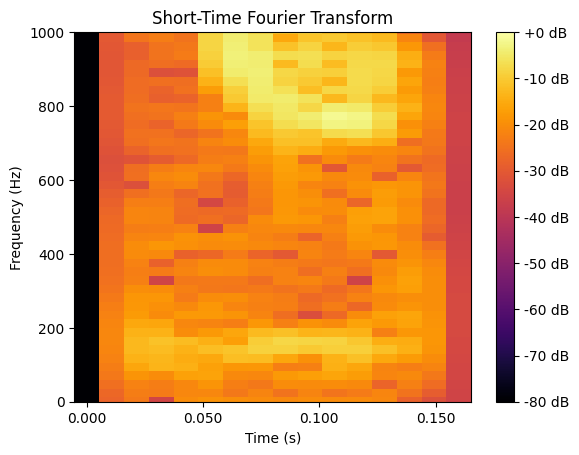 Short-Time Fourier Transform
Frequency (Hz)
1000
800
600
400
200
0
0.000 0.050 0.100 0.150
Time (s)
+0 dB
-10 dB
-20 dB
-30 dB
-40 dB
-50 dB
-60 dB
-70 dB
-80 dB